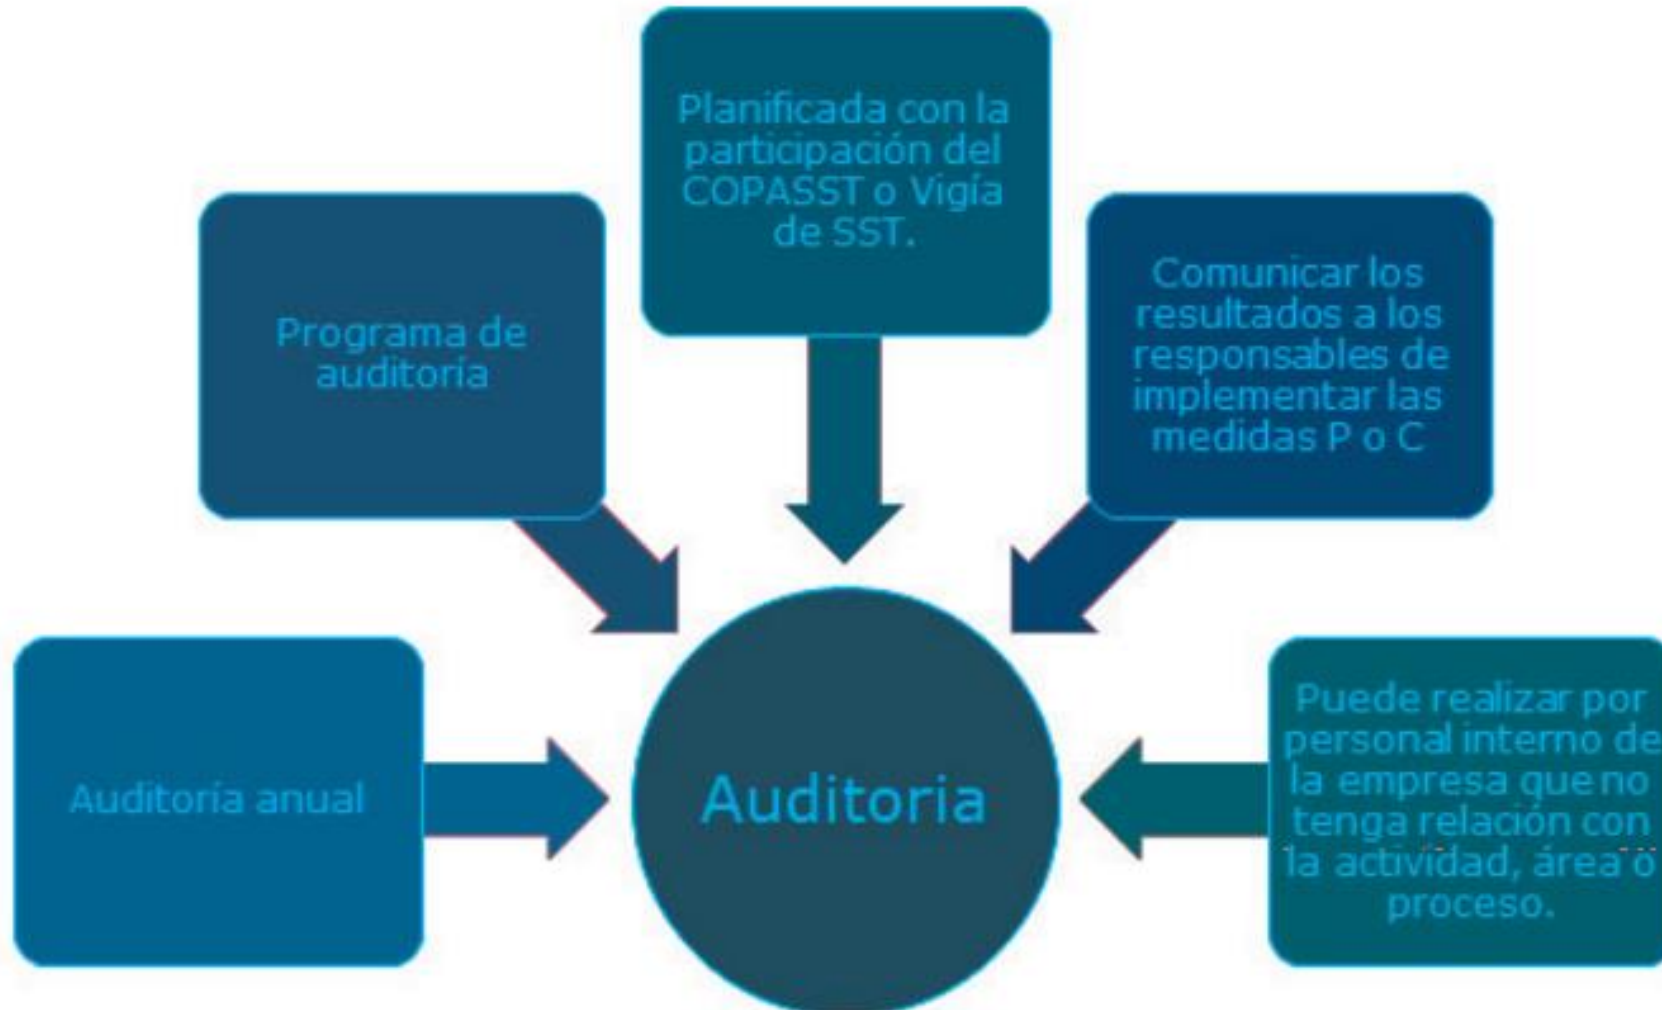 Planificada con la
participación del
COPASST o Vigía
de SST.
Programa de
auditoría
Comunicar los
resultados a los
responsables de
implementar las
medidas P o C
Auditoría anual
Auditoria
Puede realizar por
personal interno de
la empresa que no
tenga relación con
la actividad, área o
proceso.